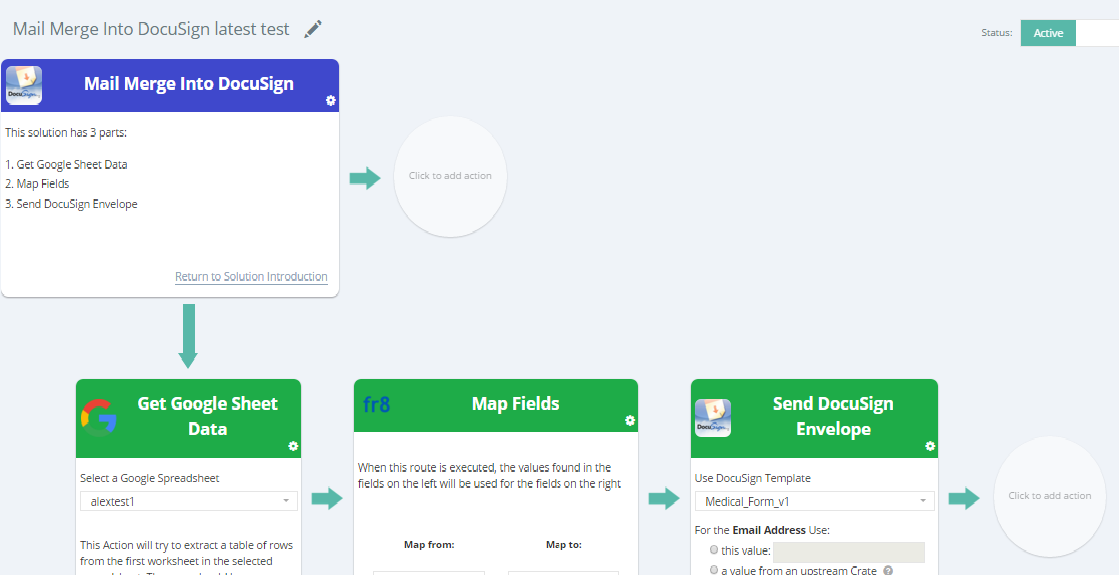 Mail Merge Into DocuSign latest test
Status:
Active
Mail Merge Into DocuSign
This solution has 3 parts:
1. Get Google Sheet Data
2. Map Fields
3. Send DocuSign Envelope
Return to Solution Introduction
Click to add action
Get Google Sheet
Data
Select a Google Spreadsheet
alextest1
This Action will try to extract a table of rows
from the first worksheet in the selected
fr8
Map Fields
When this route is executed, the values found in the
fields on the left will be used for the fields on the right
Map from:
Map to:
Send DocuSign
Envelope
Use DocuSign Template
Medical_Form_v1
For the Email Address Use:
this value:
a value from an upstream Crate
Click to add action